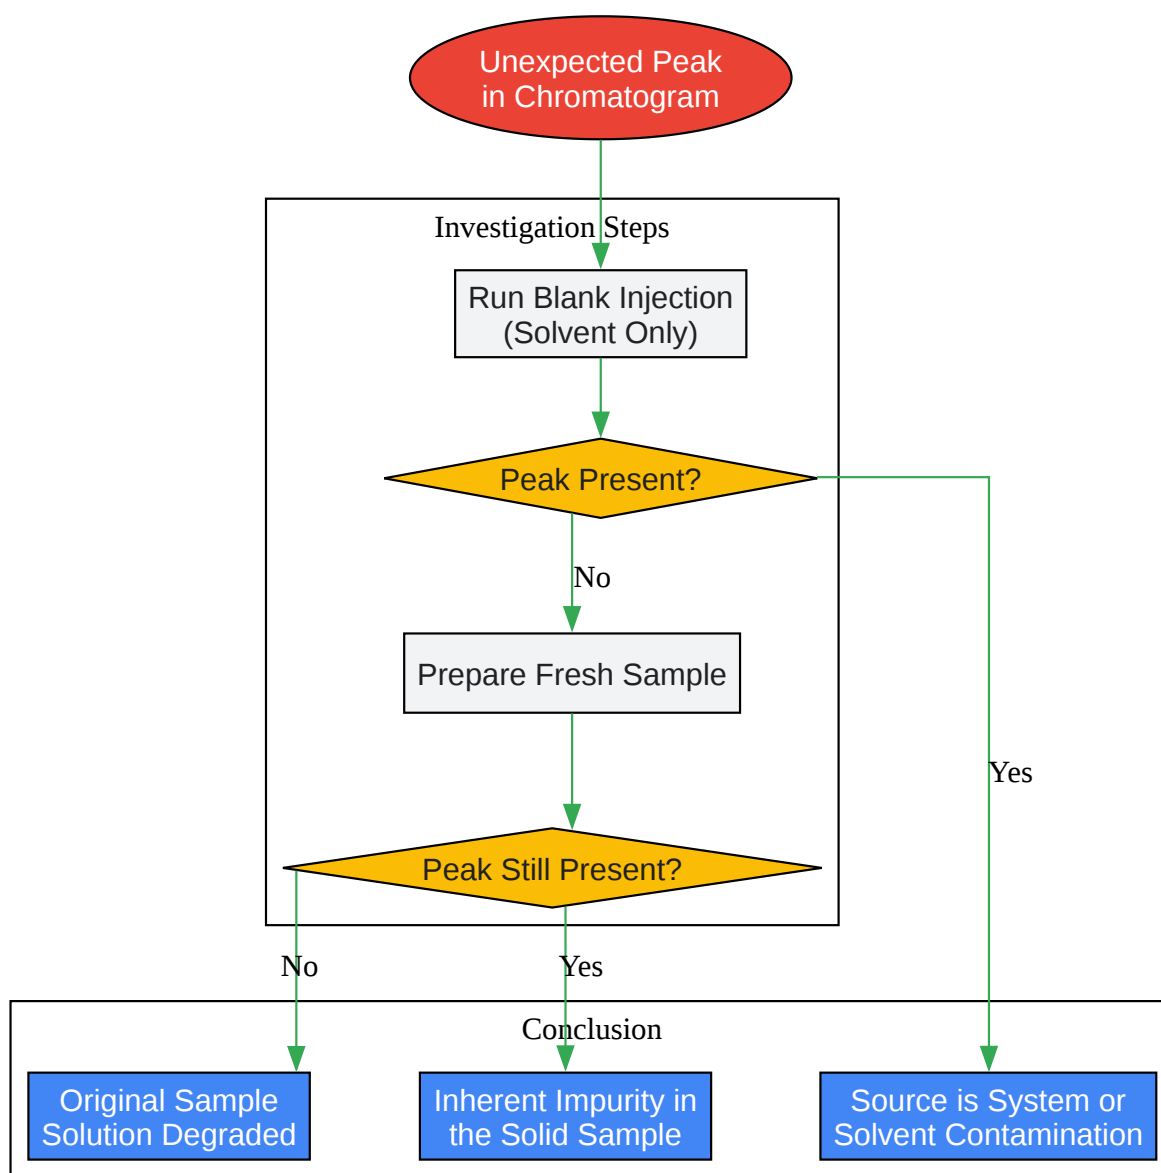 Unexpected Peak
in Chromatogram
Investigation Steps
Run Blank Injection
(Solvent Only)
Peak Present?
No
Prepare Fresh Sample
Yes
Peak Still Present?
No
Yes
Conclusion
Original Sample
Solution Degraded
Inherent Impurity in
the Solid Sample
Source is System or
Solvent Contamination